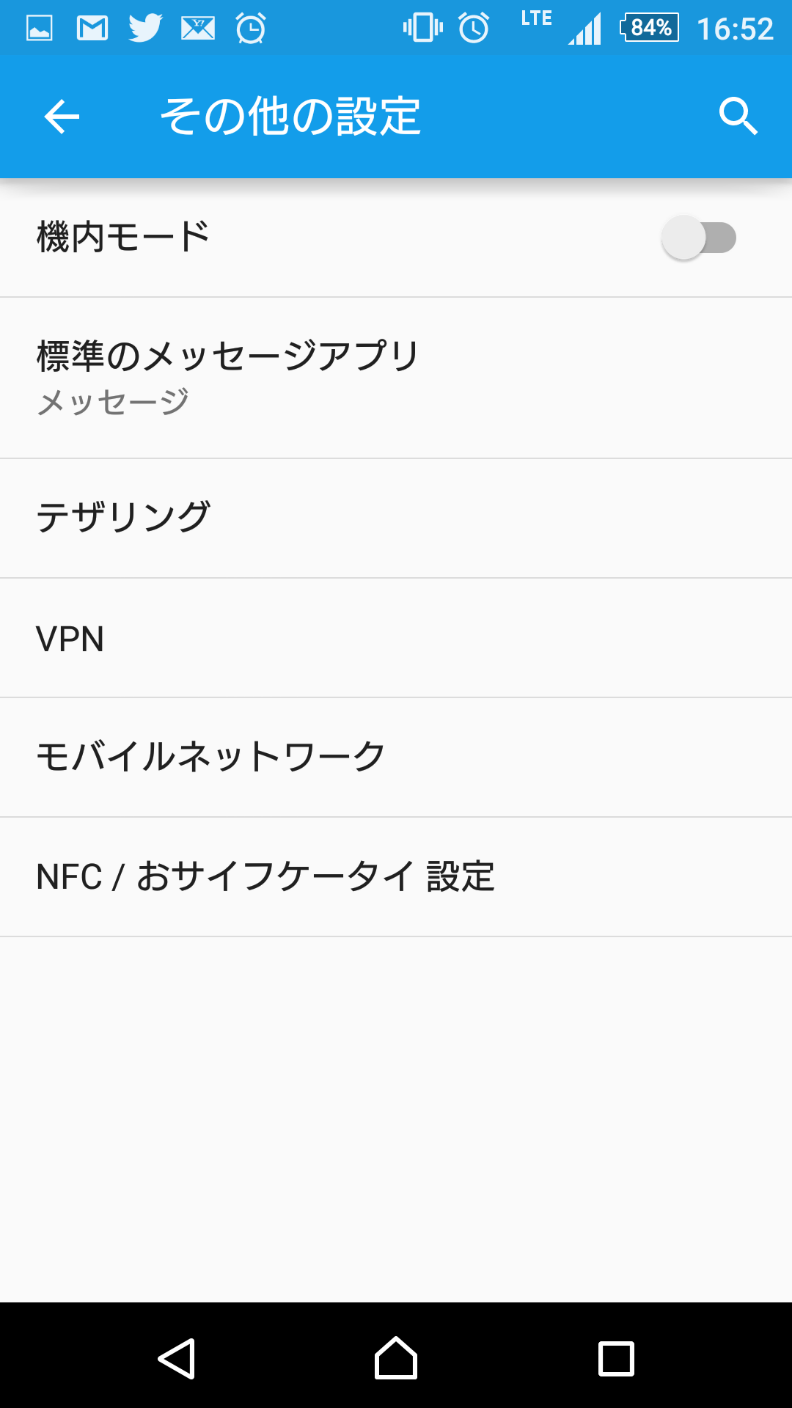 LTE 84% 16:52
その他の設定
機内モード
標準のメッセージアプリ
メッセージ
テザリング
VPN
モバイルネットワーク
NFC / おサイフケータイ 設定